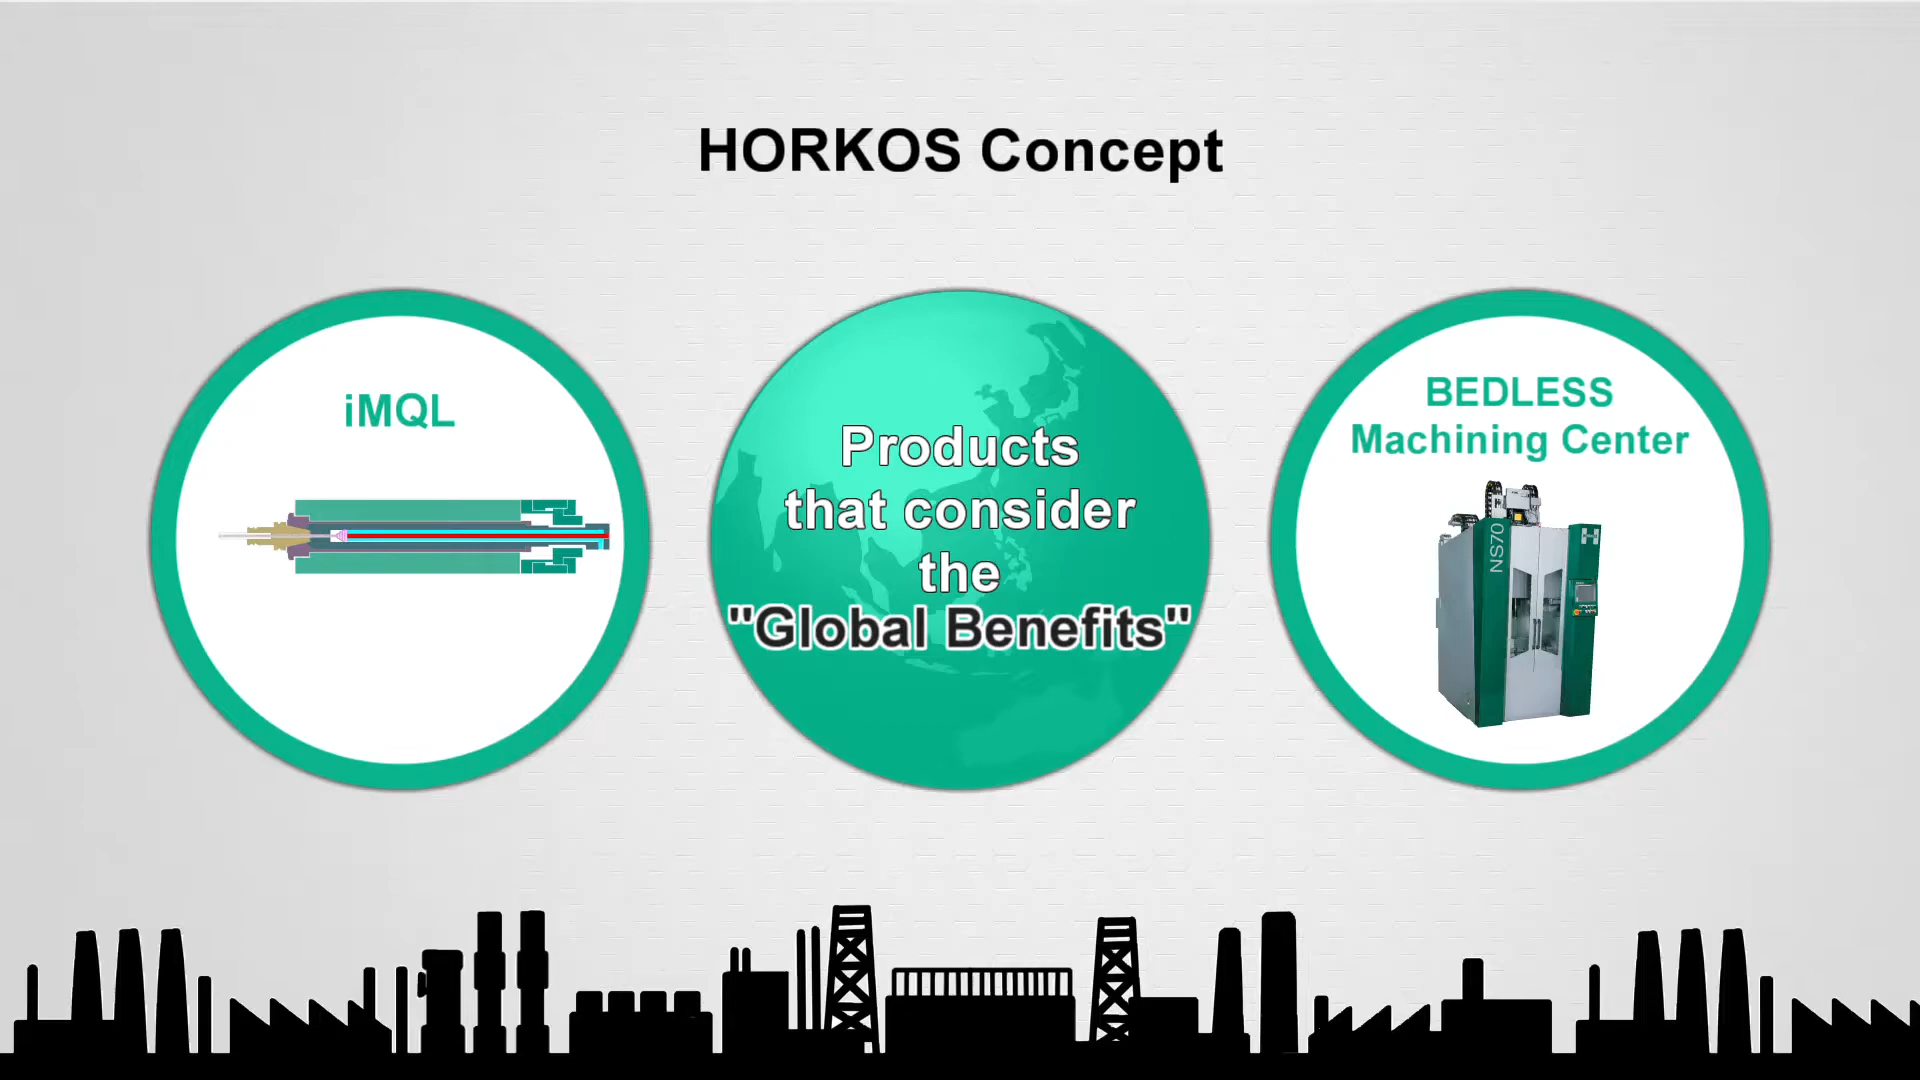 HORKOS Concept
iMQL
Products
that consider
the
"Global Benefits"
BEDLESS
Machining Center
NS70
H